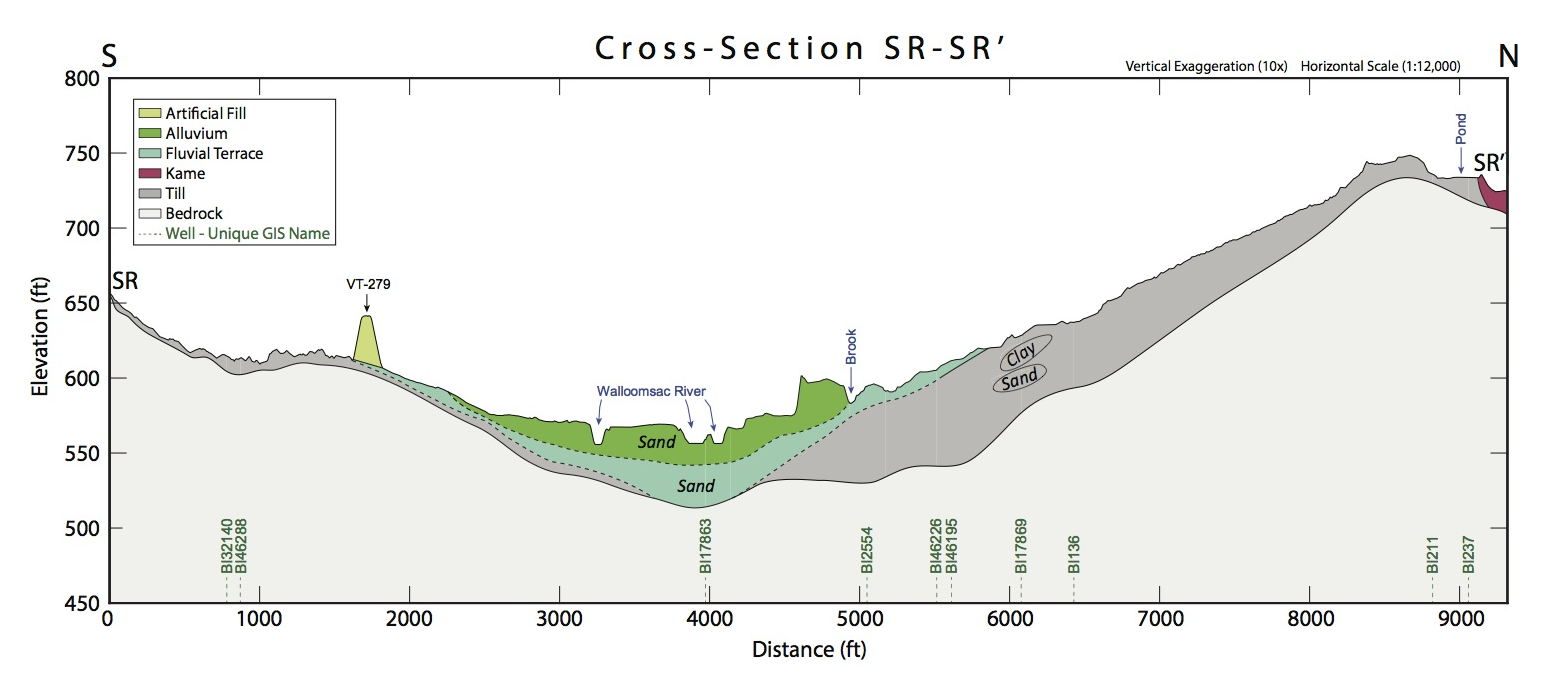 Cross-Section SR-SR′
S
N
Vertical Exaggeration (10x) Horizontal Scale (1:12,000)
800
750
700
650
600
550
500
450
Elevation (ft)
Artificial Fill
Alluvium
Fluvial Terrace
Kame
Till
Bedrock
Well - Unique GIS Name
Pond
SR′
SR
VT-279
Brook
Walloomsac River
Clay
Sand
Sand
Sand
BI32140
BI46288
BI17863
BI2554
BI46226
BI46195
BI17869
BI136
BI211
BI237
0 1000 2000 3000 4000 5000 6000 7000 8000 9000
Distance (ft)